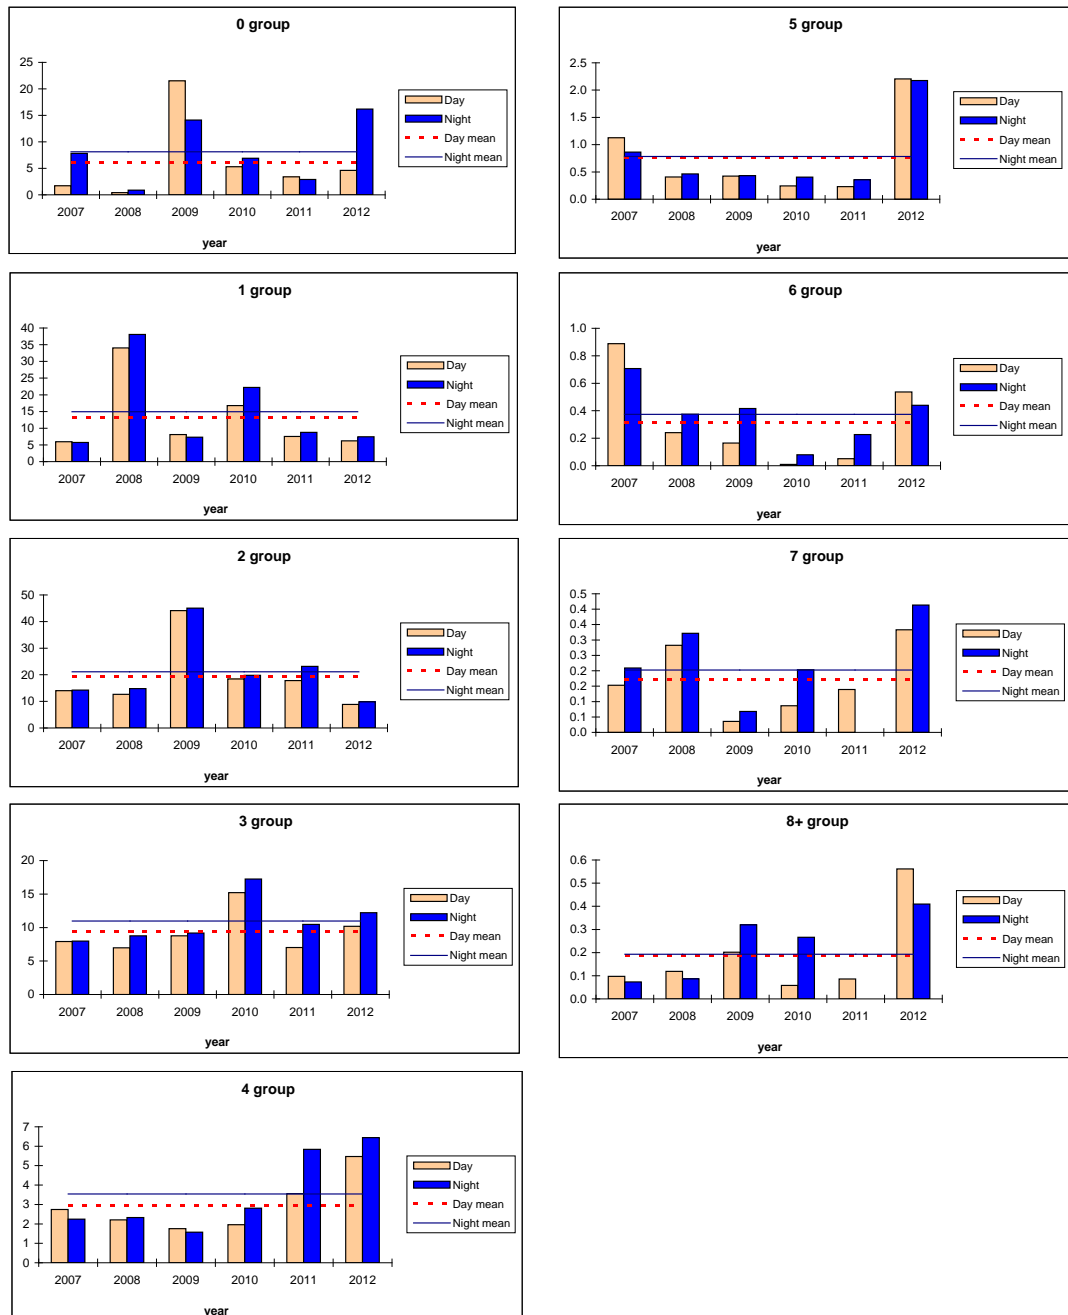 0 group
25
20
15
10
5
0
2007 2008 2009 2010 2011 2012
year
Day
Night
Day mean
Night mean
1 group
40
35
30
25
20
15
10
5
0
2007 2008 2009 2010 2011 2012
year
Day
Night
Day mean
Night mean
2 group
50
40
30
20
10
0
2007 2008 2009 2010 2011 2012
year
Day
Night
Day mean
Night mean
3 group
20
15
10
5
0
2007 2008 2009 2010 2011 2012
year
Day
Night
Day mean
Night mean
4 group
7
6
5
4
3
2
1
0
2007 2008 2009 2010 2011 2012
year
Day
Night
Day mean
Night mean
5 group
2.5
2.0
1.5
1.0
0.5
0.0
2007 2008 2009 2010 2011 2012
year
Day
Night
Day mean
Night mean
6 group
1.0
0.8
0.6
0.4
0.2
0.0
2007 2008 2009 2010 2011 2012
year
Day
Night
Day mean
Night mean
7 group
0.5
0.4
0.4
0.3
0.3
0.2
0.2
0.1
0.1
0.0
2007 2008 2009 2010 2011 2012
year
Day
Night
Day mean
Night mean
8+ group
0.6
0.5
0.4
0.3
0.2
0.1
0.0
2007 2008 2009 2010 2011 2012
year
Day
Night
Day mean
Night mean